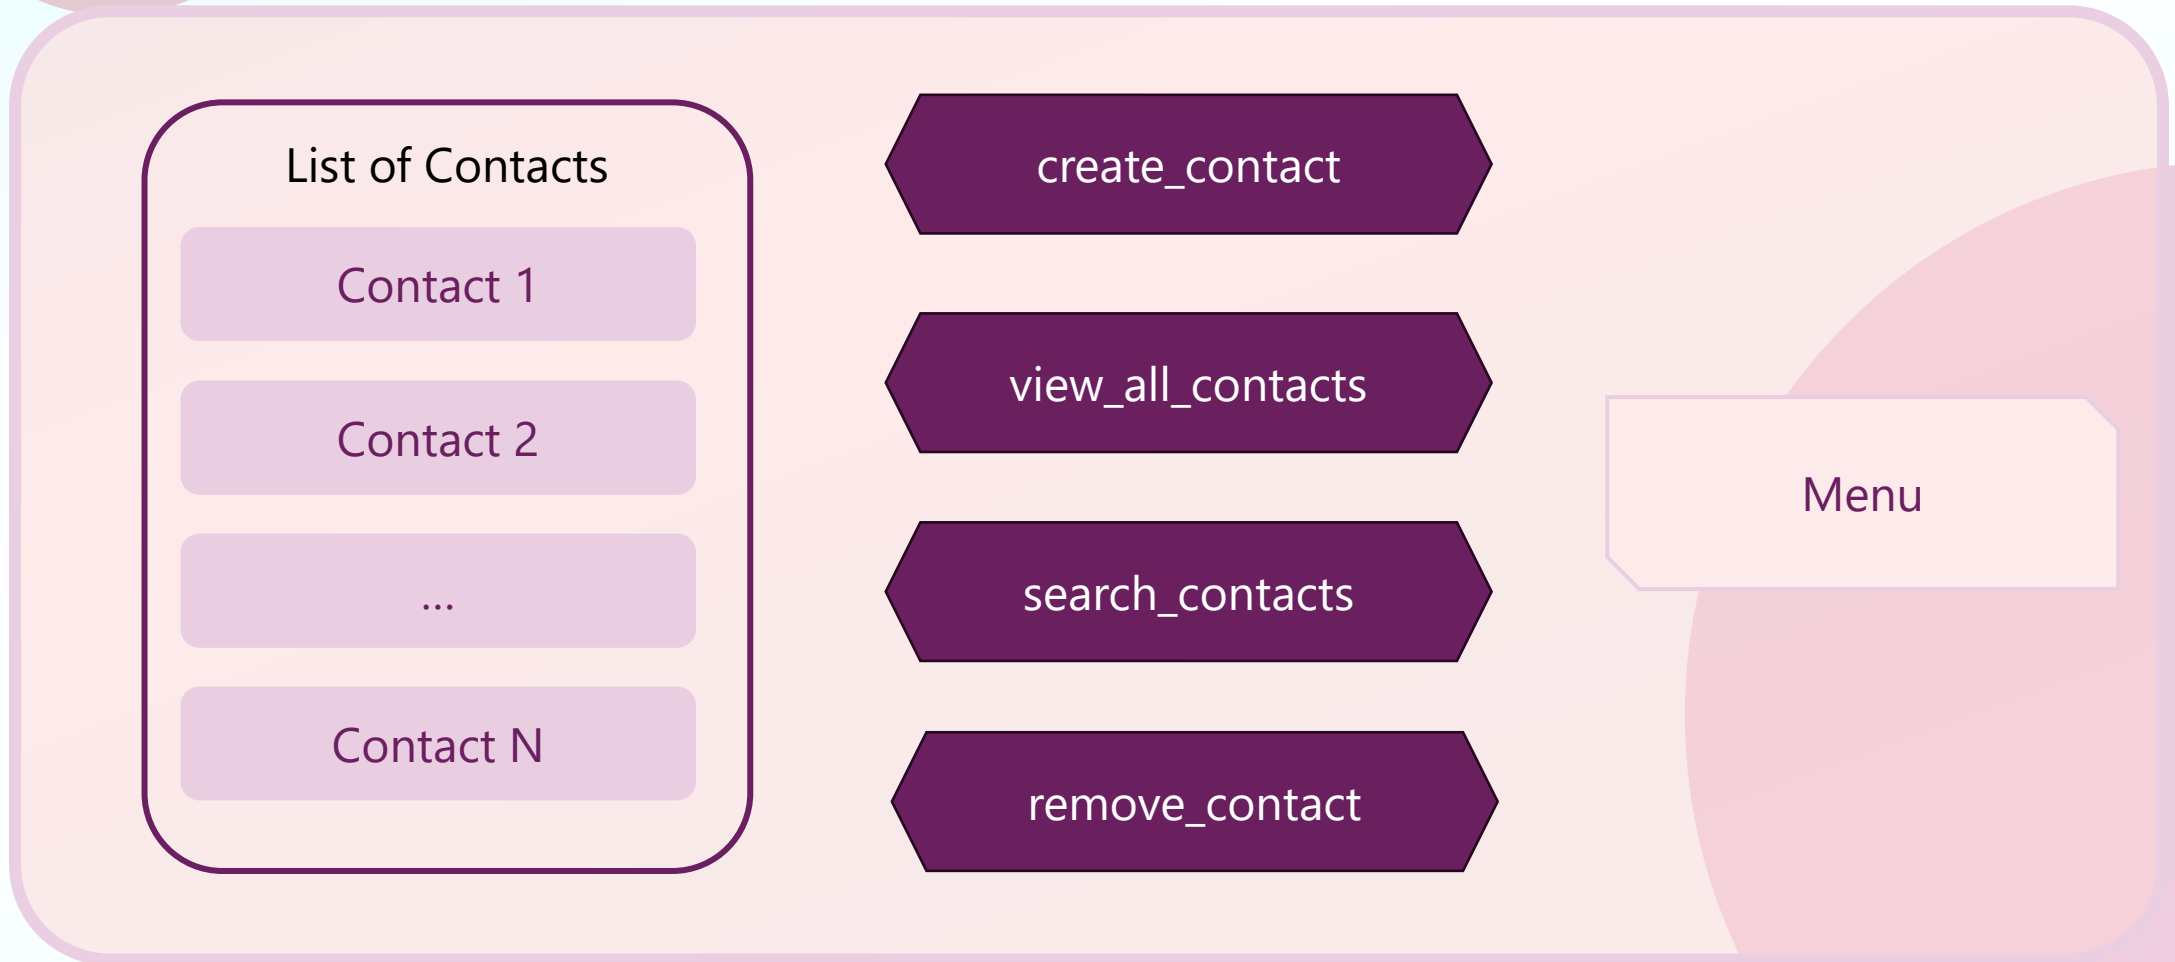 List of Contacts
Contact 1
Contact 2
...
Contact N
create_contact
view_all_contacts
search_contacts
remove_contact
Menu